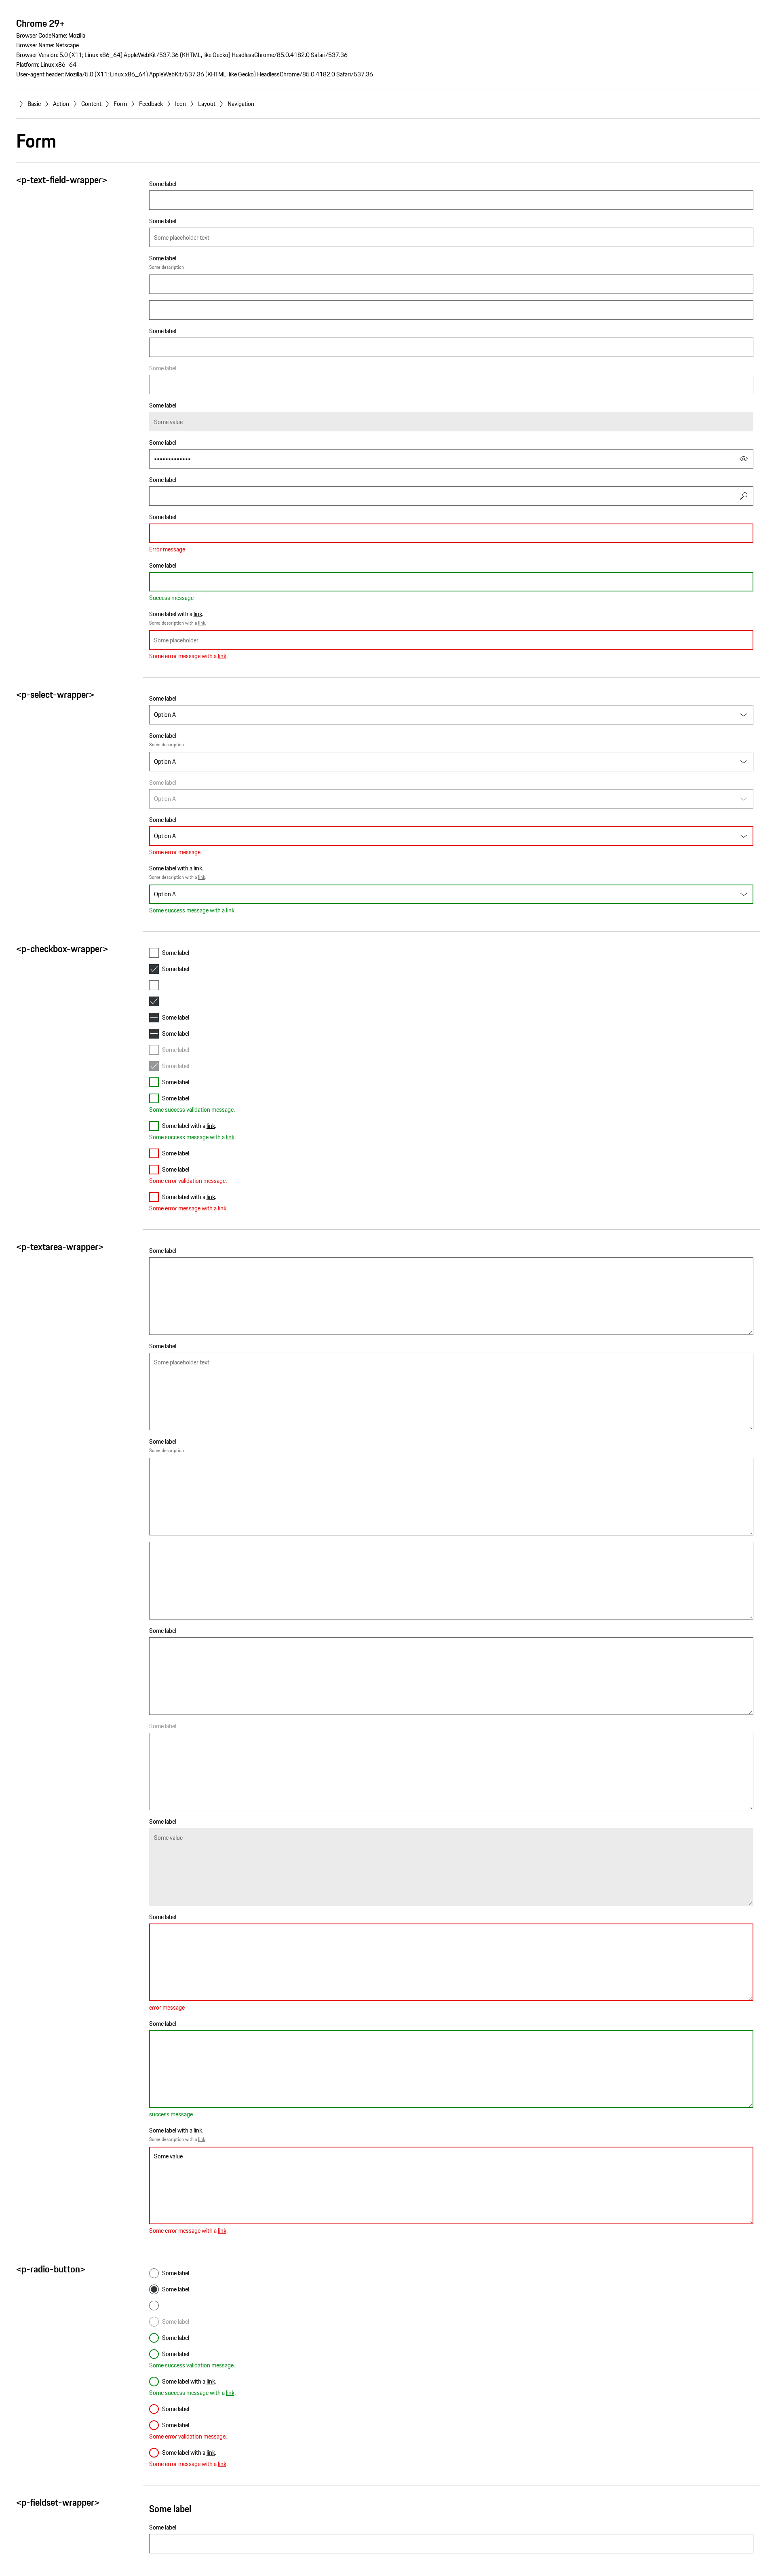 Chrome 29+
Browser CodeName: Mozilla
Browser Name: Netscape
Browser Version: 5.0 (X11; Linux x86_64) AppleWebKit/537.36 (KHTML, like Gecko) HeadlessChrome/85.0.4182.0 Safari/537.36
Platform: Linux x86_64
User-agent header: Mozilla/5.0 (X11; Linux x86_64) AppleWebKit/537.36 (KHTML, like Gecko) HeadlessChrome/85.0.4182.0 Safari/537.36
Basic Action Content Form Feedback Icon Layout Navigation
Form
<p-text-field-wrapper>
Some label
Some label
Some placeholder text
Some label
Some description
Some label
Some label
Some label
Some value
Some label
•••••••••••••
Some label
Some label
Error message
Some label
Success message
Some label with a link.
Some description with a link.
Some placeholder
Some error message with a link.
<p-select-wrapper>
Some label
Option A
Some label
Some description
Option A
Some label
Option A
Some label
Option A
Some error message.
Some label with a link.
Some description with a link
Option A
Some success message with a link.
<p-checkbox-wrapper>
Some label
Some label
Some label
Some label
Some label
Some label
Some label
Some label
Some success validation message.
Some label with a link.
Some success message with a link.
Some label
Some label
Some error validation message.
Some label with a link.
Some error message with a link.
<p-textarea-wrapper>
Some label
Some label
Some placeholder text
Some label
Some description
Some label
Some label
Some label
Some value
Some label
error message
Some label
success message
Some label with a link.
Some description with a link.
Some value
Some error message with a link.
<p-radio-button>
Some label
Some label
Some label
Some label
Some label
Some success validation message.
Some label with a link.
Some success message with a link.
Some label
Some label
Some error validation message.
Some label with a link.
Some error message with a link.
<p-fieldset-wrapper>
Some label
Some label